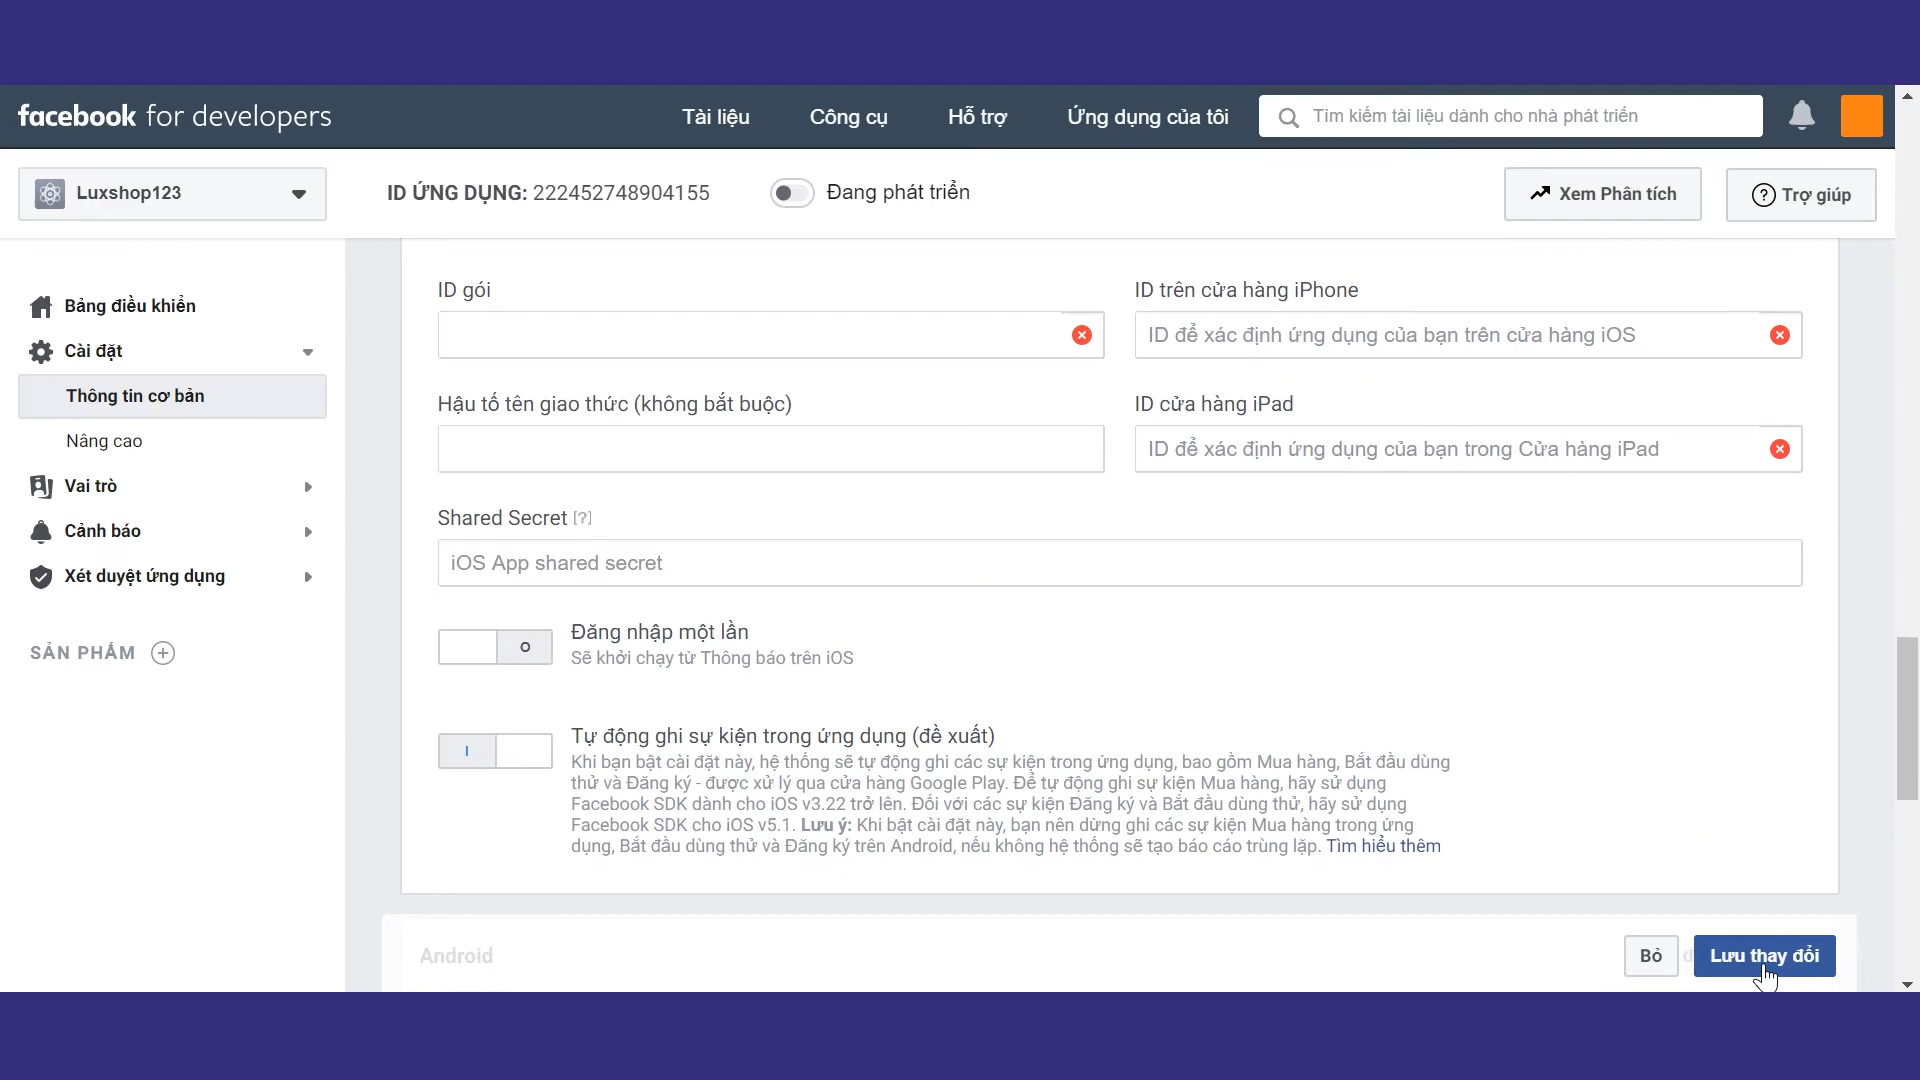 facebook for developers
Tài liệu
Công cụ
Hỗ trợ
Ứng dụng của tôi
Tìm kiếm tài liệu dành cho nhà phát triển
Luxshop123
ID ỨNG DỤNG: 222452748904155
Đang phát triển
Xem Phân tích
Trợ giúp
Bảng điều khiển
Cài đặt
Thông tin cơ bản
Nâng cao
Vai trò
Cảnh báo
Xét duyệt ứng dụng
SẢN PHẨM
ID gói
ID trên cửa hàng iPhone
ID để xác định ứng dụng của bạn trên cửa hàng iOS
Hậu tố tên giao thức (không bắt buộc)
ID cửa hàng iPad
ID để xác định ứng dụng của bạn trong Cửa hàng iPad
Shared Secret [?]
iOS App shared secret
Đăng nhập một lần
Sẽ khởi chạy từ Thông báo trên iOS
Tự động ghi sự kiện trong ứng dụng (đề xuất)
Khi bạn bật cài đặt này, hệ thống sẽ tự động ghi các sự kiện trong ứng dụng, bao gồm Mua hàng, Bắt đầu dùng
thử và Đăng ký - được xử lý qua cửa hàng Google Play. Để tự động ghi sự kiện Mua hàng, hãy sử dụng
Facebook SDK dành cho iOS v3.22 trở lên. Đối với các sự kiện Đăng ký và Bắt đầu dùng thử, hãy sử dụng
Facebook SDK cho iOS v5.1. Lưu ý: Khi bật cài đặt này, bạn nên dừng ghi các sự kiện Mua hàng trong ứng
dụng, Bắt đầu dùng thử và Đăng ký trên Android, nếu không hệ thống sẽ tạo báo cáo trùng lặp. Tìm hiểu thêm
Android
Bỏ
Lưu thay đổi